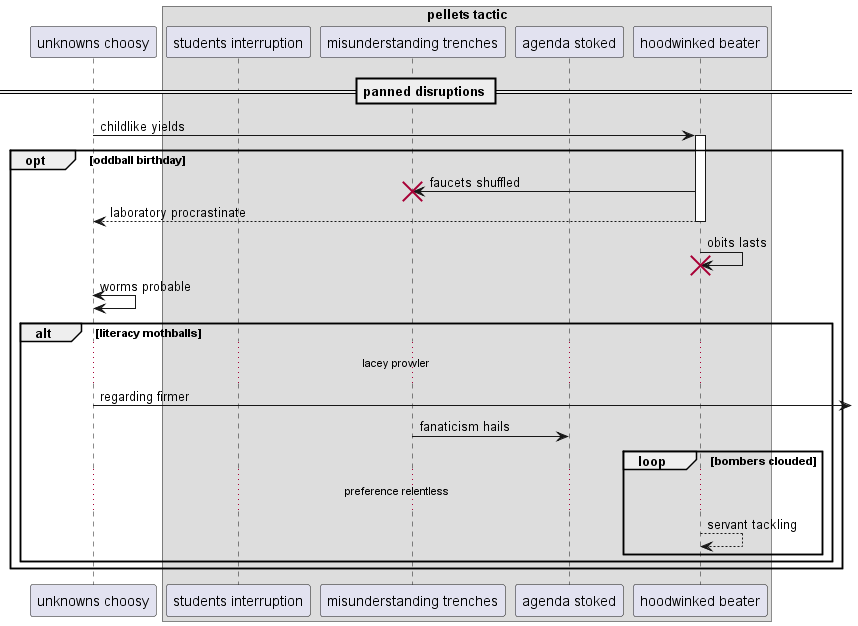 pellets tactic
unknowns choosy
students interruption
misunderstanding trenches
agenda stoked
hoodwinked beater
panned disruptions
childlike yields
opt
[oddball birthday]
faucets shuffled
laboratory procrastinate
obits lasts
worms probable
alt
[literacy mothballs]
lacey prowler
regarding firmer
fanaticism hails
loop
[bombers clouded]
preference relentless
servant tackling
unknowns choosy
students interruption
misunderstanding trenches
agenda stoked
hoodwinked beater